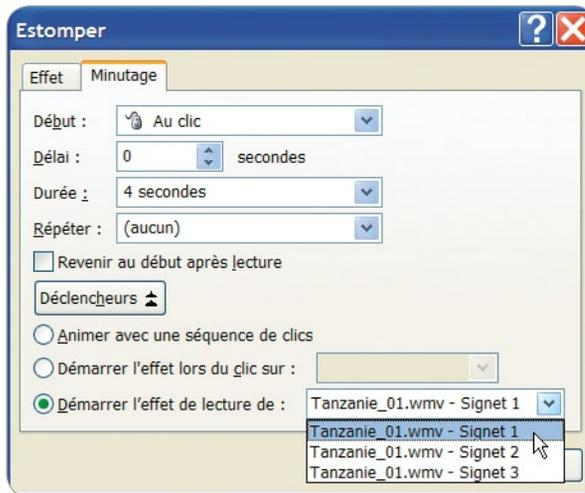 Estomper
Effet Minutage
Début : Au clic
Délai : 0 secondes
Durée : 4 secondes
Répéter : (aucun)
Revenir au début après lecture
Déclencheurs
Animer avec une séquence de clics
Démarrer l'effet lors du clic sur :
Démarrer l’effet de lecture de : Tanzanie_01.wmv - Signet 1
Tanzanie_01.wmv - Signet 1
Tanzanie_01.wmv - Signet 2
Tanzanie_01.wmv - Signet 3